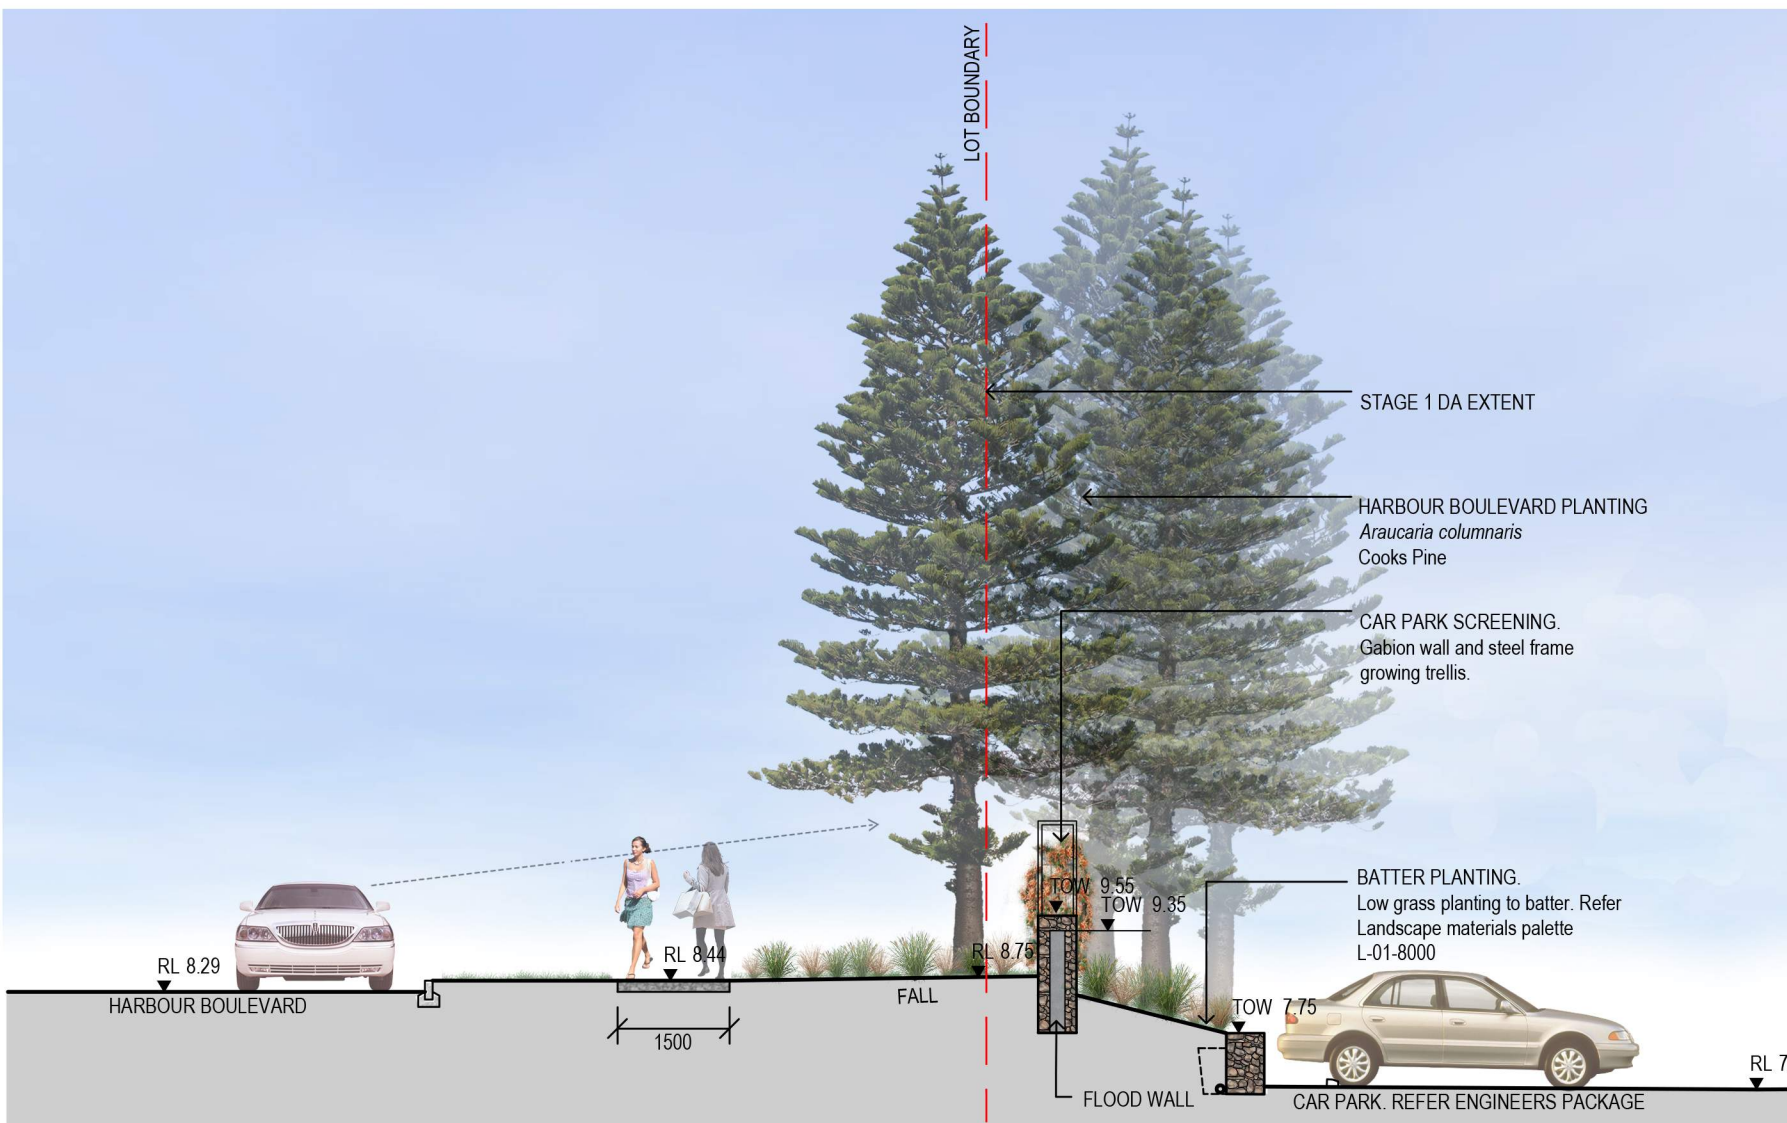 LOT BOUNDARY
STAGE 1 DA EXTENT
HARBOUR BOULEVARD PLANTING
Araucaria columnaris
Cooks Pine
CAR PARK SCREENING.
Gabion wall and steel frame
growing trellis.
BATTER PLANTING.
Low grass planting to batter. Refer
Landscape materials palette
L-01-8000
TOW 9.55
TOW 9.35
RL 8.29
RL 8.44
RL 8.75
HARBOUR BOULEVARD
FALL
TOW 7.75
1500
RL 7
FLOOD WALL
CAR PARK. REFER ENGINEERS PACKAGE